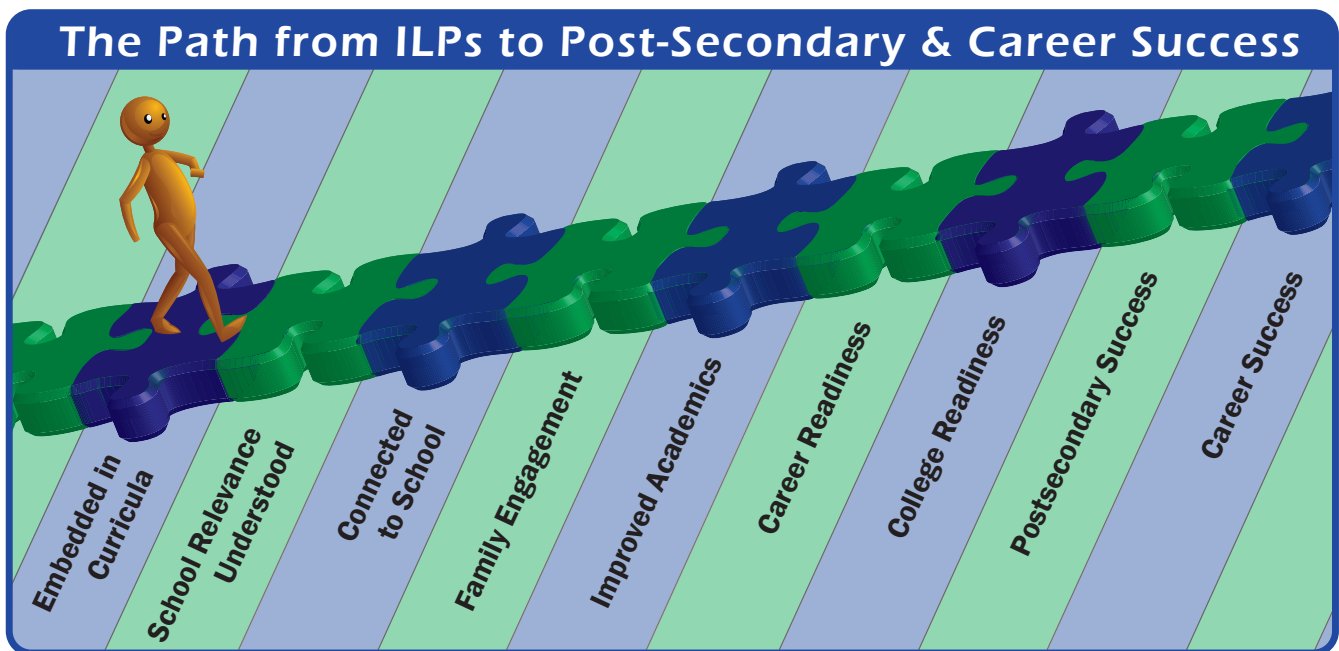 The Path from ILPs to Post-Secondary & Career Success
Embedded in
Curricula
School Relevance
Understood
Connected
to School
Family Engagement
Improved Academics
Career Readiness
College Readiness
Postsecondary Success
Career Success